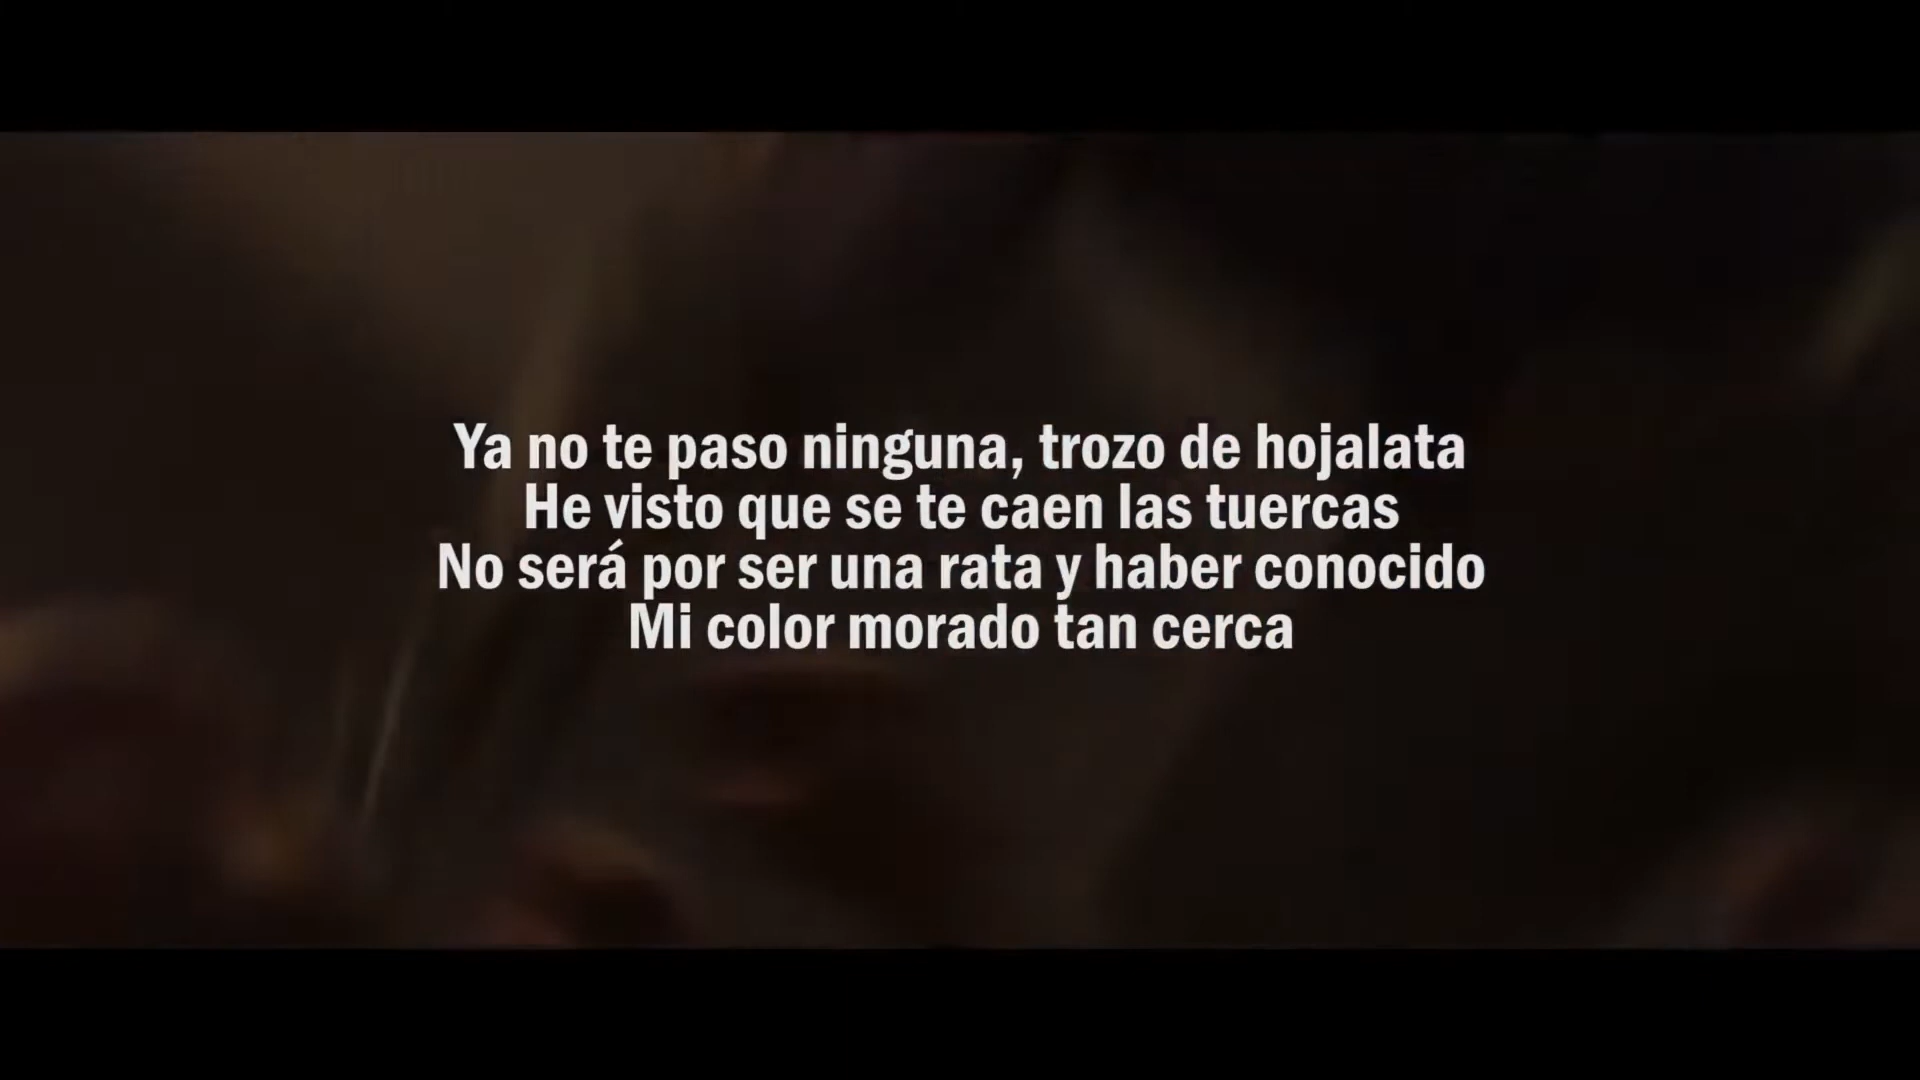 Ya no te paso ninguna, trozo de hojalata
He visto que se te caen las tuercas
No será por ser una rata y haber conocido
Mi color morado tan cerca